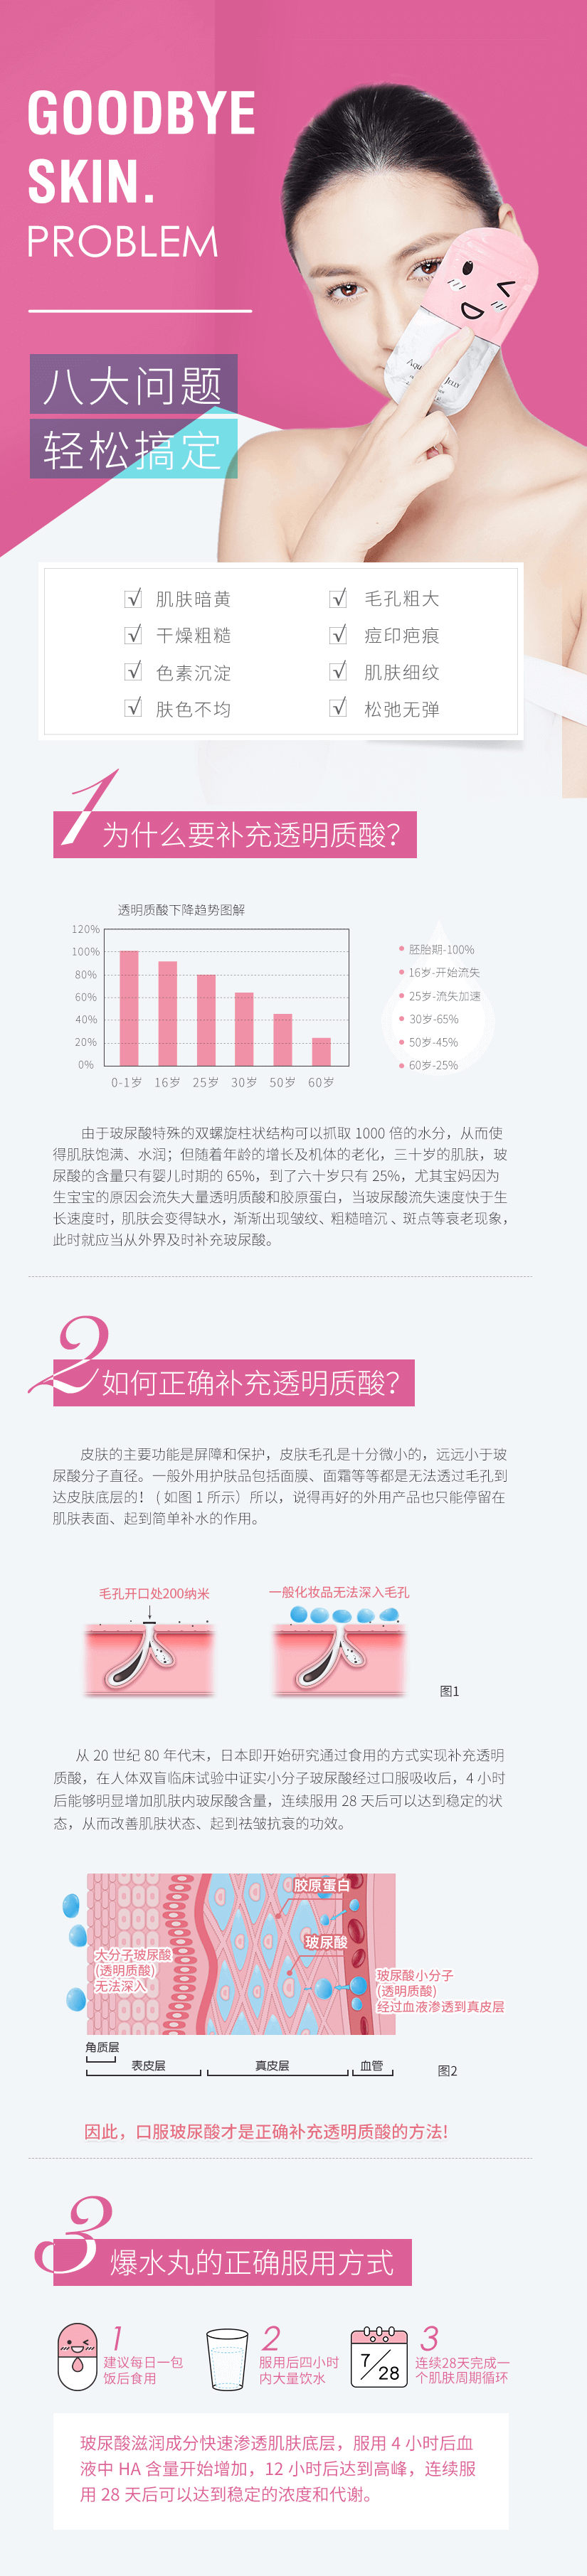 GOODBYE
SKIN.
PROBLEM
八大问题
轻松搞定
肌肤暗黄
毛孔粗大
干燥粗糙
痘印疤痕
色素沉淀
肌肤细纹
肤色不均
松弛无弹
1
为什么要补充透明质酸?
透明质酸下降趋势图解
120%
100%
80%
60%
40%
20%
0%
0-1岁 16岁 25岁 30岁 50岁 60岁
胚胎期-100%
16岁-开始流失
25岁-流失加速
30岁-65%
50岁-45%
60岁-25%
由于玻尿酸特殊的双螺旋柱状结构可以抓取 1000 倍的水分，从而使
得肌肤饱满、水润；但随着年龄的增长及机体的老化，三十岁的肌肤，玻
尿酸的含量只有婴儿时期的 65%，到了六十岁只有 25%，尤其宝妈因为
生宝宝的原因会流失大量透明质酸和胶原蛋白，当玻尿酸流失速度快于生
长速度时，肌肤会变得缺水，渐渐出现皱纹、粗糙暗沉 、斑点等衰老现象，
此时就应当从外界及时补充玻尿酸。
2
如何正确补充透明质酸?
皮肤的主要功能是屏障和保护，皮肤毛孔是十分微小的，远远小于玻
尿酸分子直径。一般外用护肤品包括面膜、面霜等等都是无法透过毛孔到
达皮肤底层的！ ( 如图 1 所示）所以，说得再好的外用产品也只能停留在
肌肤表面、起到简单补水的作用。
毛孔开口处200纳米
一般化妆品无法深入毛孔
图1
从 20 世纪 80 年代末，日本即开始研究通过食用的方式实现补充透明
质酸，在人体双盲临床试验中证实小分子玻尿酸经过口服吸收后，4 小时
后能够明显增加肌肤内玻尿酸含量，连续服用 28 天后可以达到稳定的状
态，从而改善肌肤状态、起到祛皱抗衰的功效。
胶原蛋白
玻尿酸
大分子玻尿酸
(透明质酸)
无法深入
玻尿酸小分子
(透明质酸)
经过血液渗透到真皮层
角质层
表皮层
真皮层
血管
图2
因此，口服玻尿酸才是正确补充透明质酸的方法!
3
爆水丸的正确服用方式
1
建议每日一包
饭后食用
2
服用后四小时
内大量饮水
7/28
3
连续28天完成一
个肌肤周期循环
玻尿酸滋润成分快速渗透肌肤底层，服用 4 小时后血
液中 HA 含量开始增加，12 小时后达到高峰，连续服
用 28 天后可以达到稳定的浓度和代谢。